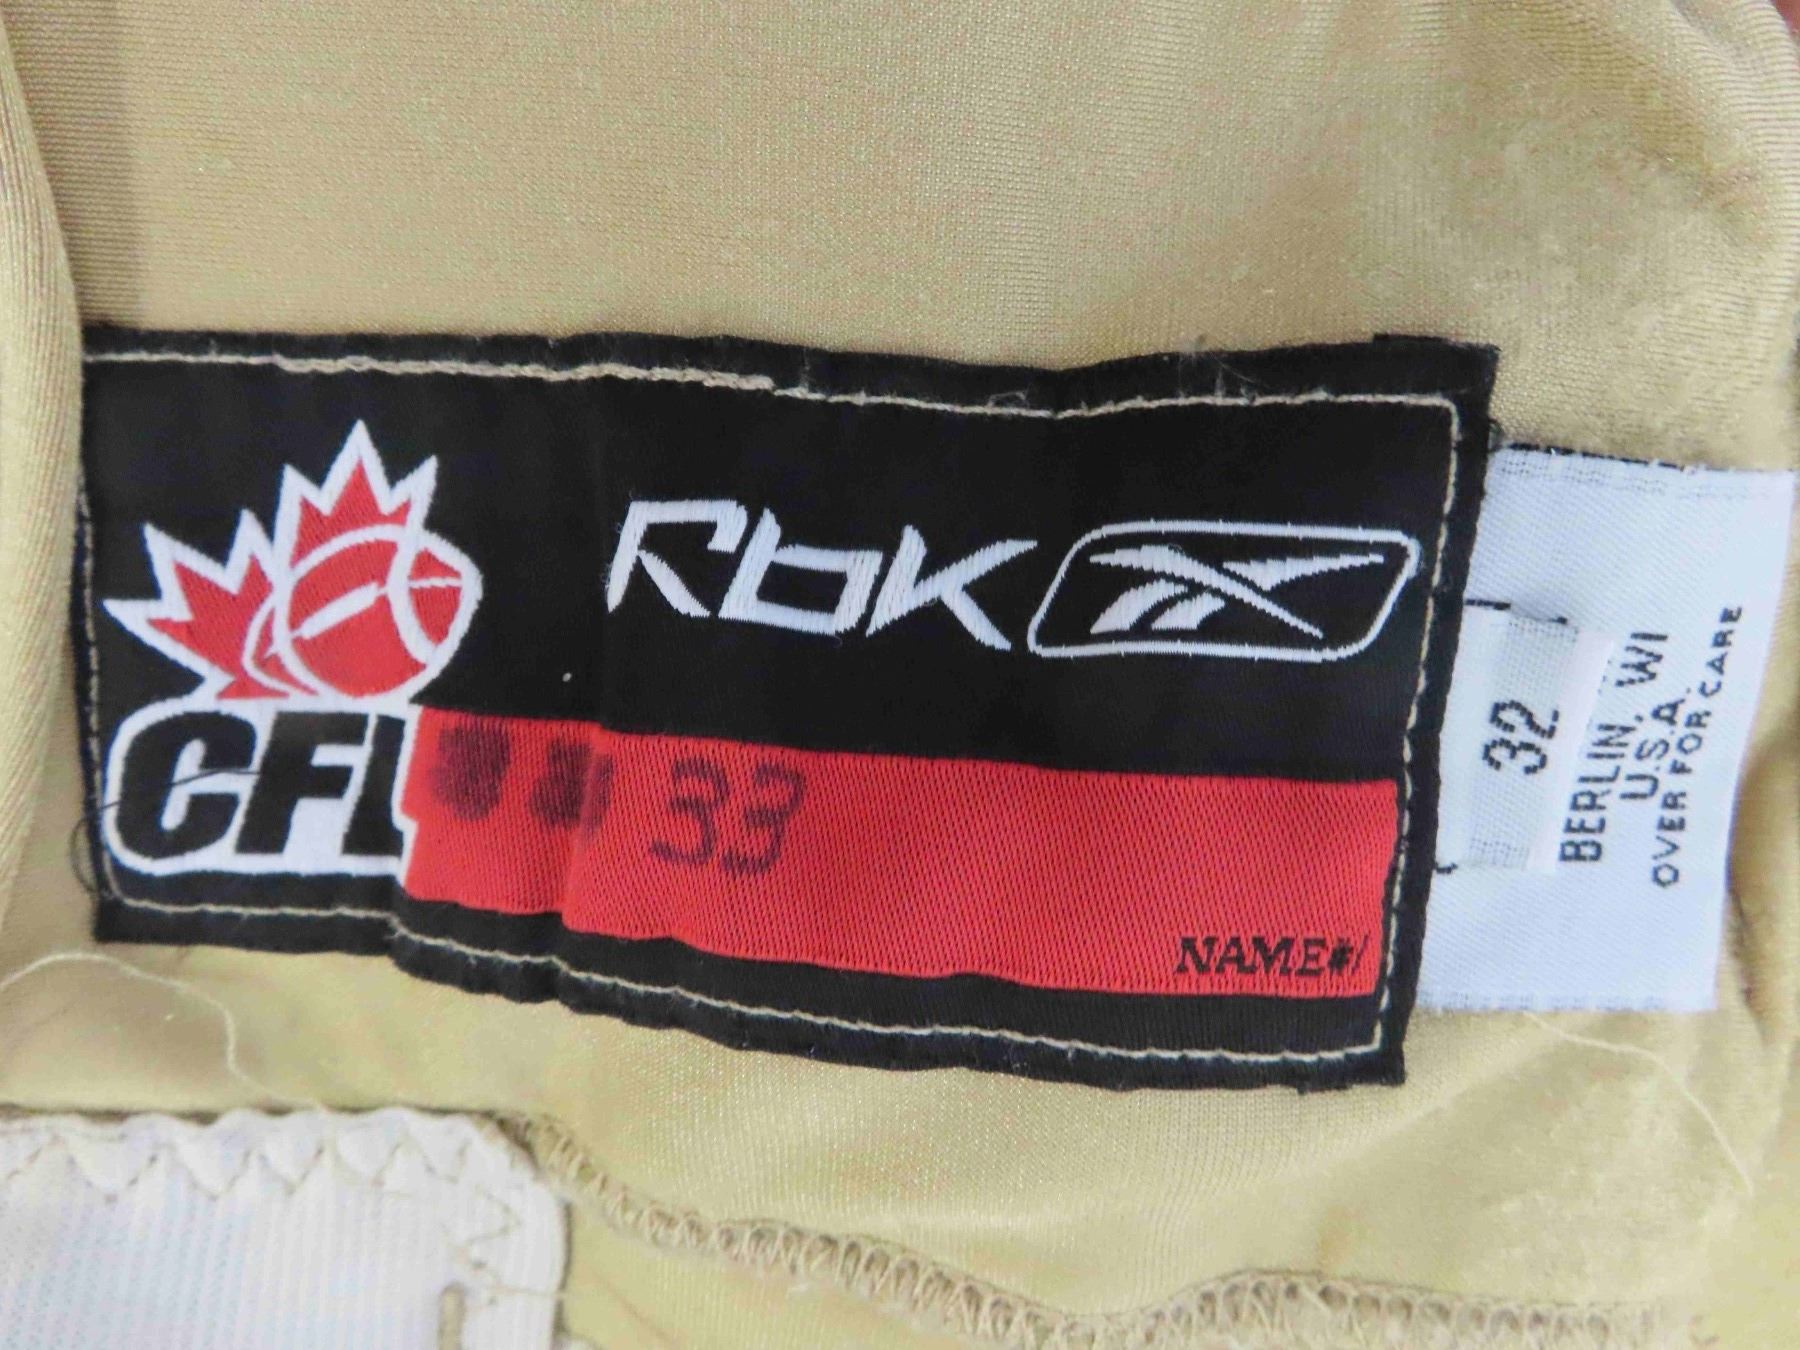 Rbk
CFL
33
NAME#/
32
BERLIN, WI
U.S.A.
OVER FOR CARE